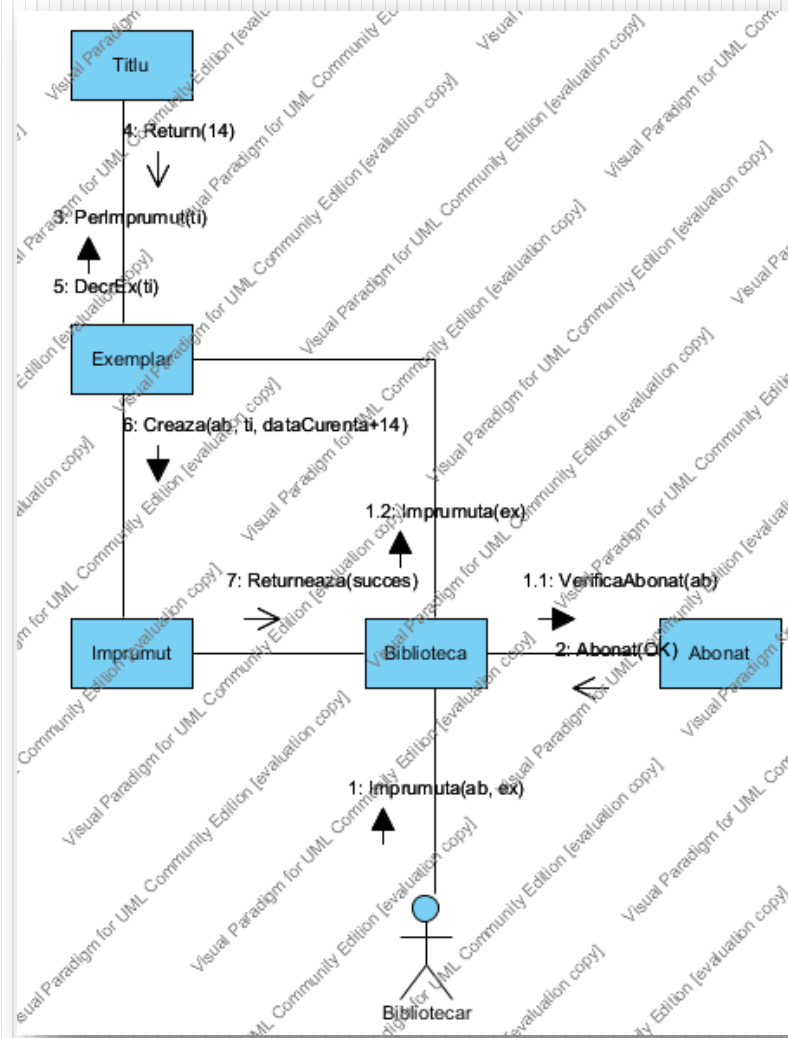 Titlu
4: Return(14)
3: PerImprumut(ti)
5: DecrEx(ti)
Exemplar
6: Creaza(ab, ti, dataCurenta+14)
1.2: Imprumuta(ex)
7: Returneaza(succes)
1.1: VerificaAbonat(ab)
Imprumut
Biblioteca
2: Abonat(OK)
Abonat
1: Imprumuta(ab, ex)
Bibliotecar
Visual Paradigm for UML Community Edition [evaluation copy]